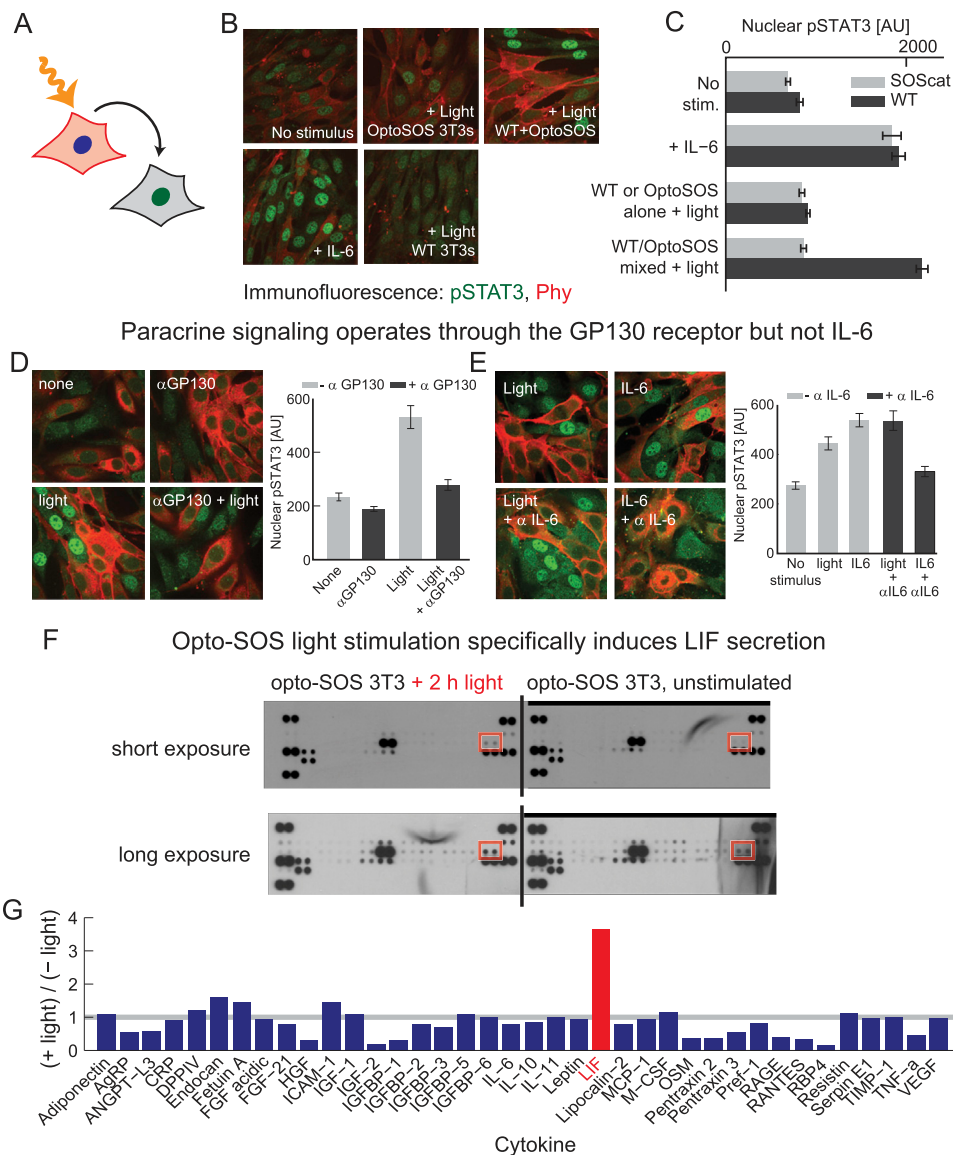 A
B
No stimulus
+ Light
OptoSOS 3T3s
+ Light
WT+OptoSOS
+ IL-6
+ Light
WT 3T3s
Immunofluorescence: pSTAT3, Phy
C
Nuclear pSTAT3 [AU]
0
2000
SOScat
WT
No
stim.
+ IL−6
WT or OptoSOS
alone + light
WT/OptoSOS
mixed + light
Paracrine signaling operates through the GP130 receptor but not IL-6
D
none
αGP130
light
αGP130 + light
- α GP130
+ α GP130
Nuclear pSTAT3 [AU]
600
400
200
0
None
αGP130
Light
Light
+ αGP130
E
Light
IL-6
Light
+ α IL-6
IL-6
+ α IL-6
- α IL-6
+ α IL-6
Nuclear pSTAT3 [AU]
600
400
200
0
No
stimulus
light
IL6
light
+
αIL6
IL6
+
αIL6
F
Opto-SOS light stimulation specifically induces LIF secretion
opto-SOS 3T3 + 2 h light
opto-SOS 3T3, unstimulated
short exposure
long exposure
G
(+ light) / (− light)
4
3
2
1
0
Adiponectin
AgRP
ANGPT-L3
CRP
DPPIV
Endocan
Fetuin A
FGF acidic
FGF-21
HGF
ICAM-1
IGF-1
IGF-2
IGFBP-1
IGFBP-2
IGFBP-3
IGFBP-5
IGFBP-6
IL-6
IL-10
IL-11
Leptin
LIF
Lipocalin-2
MCP-1
M-CSF
OSM
Pentraxin 2
Pentraxin 3
Pref-1
RAGE
RANTES
RBP4
Resistin
Serpin E1
TIMP-1
TNF-a
VEGF
Cytokine